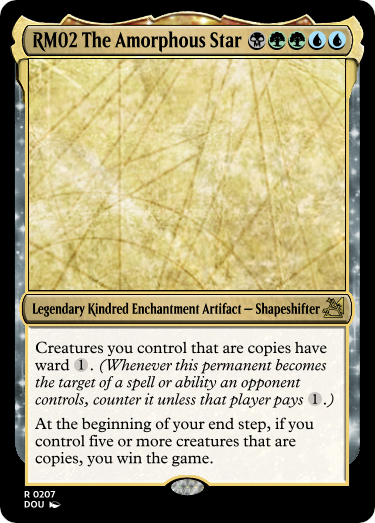 RM02 The Amorphous Star
Legendary Kindred Enchantment Artifact — Shapeshifter
Creatures you control that are copies have
ward 1. (Whenever this permanent becomes
the target of a spell or ability an opponent
controls, counter it unless that player pays 1.)
At the beginning of your end step, if you
control five or more creatures that are
copies, you win the game.
R 0207
DOU